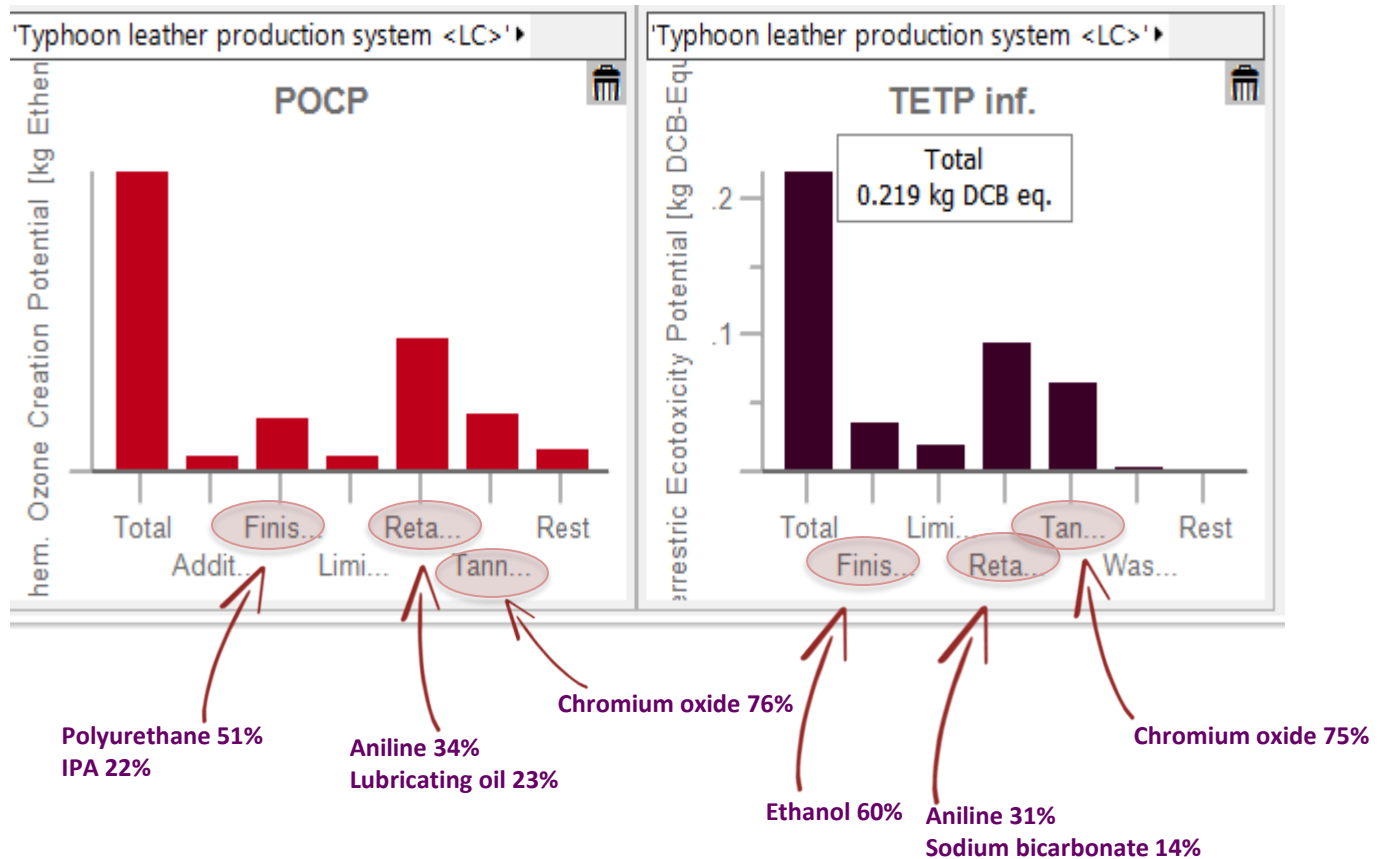 'Typhoon leather production system <LC>'
POCP
hem. Ozone Creation Potential [kg Ethen
Total
Addit...
Finis...
Limi...
Reta...
Tann...
Rest
Polyurethane 51%
IPA 22%
Aniline 34%
Lubricating oil 23%
Chromium oxide 76%
'Typhoon leather production system <LC>'
TETP inf.
Total
0.219 kg DCB eq.
errestric Ecotoxicity Potential [kg DCB-Equ
.2
.1
Total
Finis...
Limi...
Reta...
Tan...
Was...
Rest
Ethanol 60%
Aniline 31%
Sodium bicarbonate 14%
Chromium oxide 75%